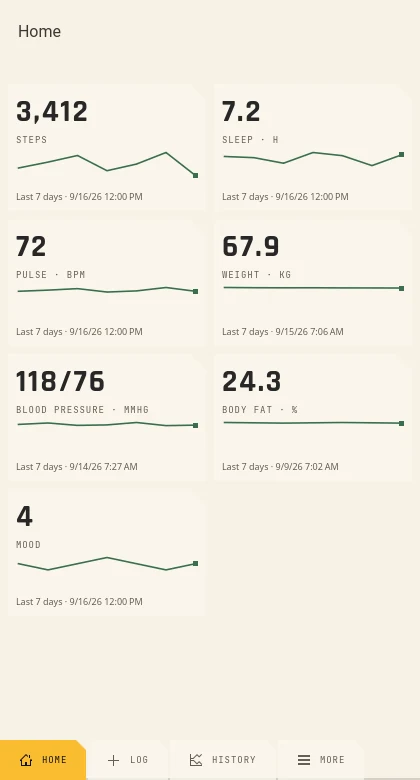 Home
3,412
STEPS
Last 7 days · 9/16/26 12:00 PM
7.2
SLEEP · H
Last 7 days · 9/16/26 12:00 PM
72
PULSE · BPM
Last 7 days · 9/16/26 12:00 PM
67.9
WEIGHT · KG
Last 7 days · 9/15/26 7:06 AM
118/76
BLOOD PRESSURE · MMHG
Last 7 days · 9/14/26 7:27 AM
24.3
BODY FAT · %
Last 7 days · 9/9/26 7:02 AM
4
MOOD
Last 7 days · 9/16/26 12:00 PM
HOME
LOG
HISTORY
MORE